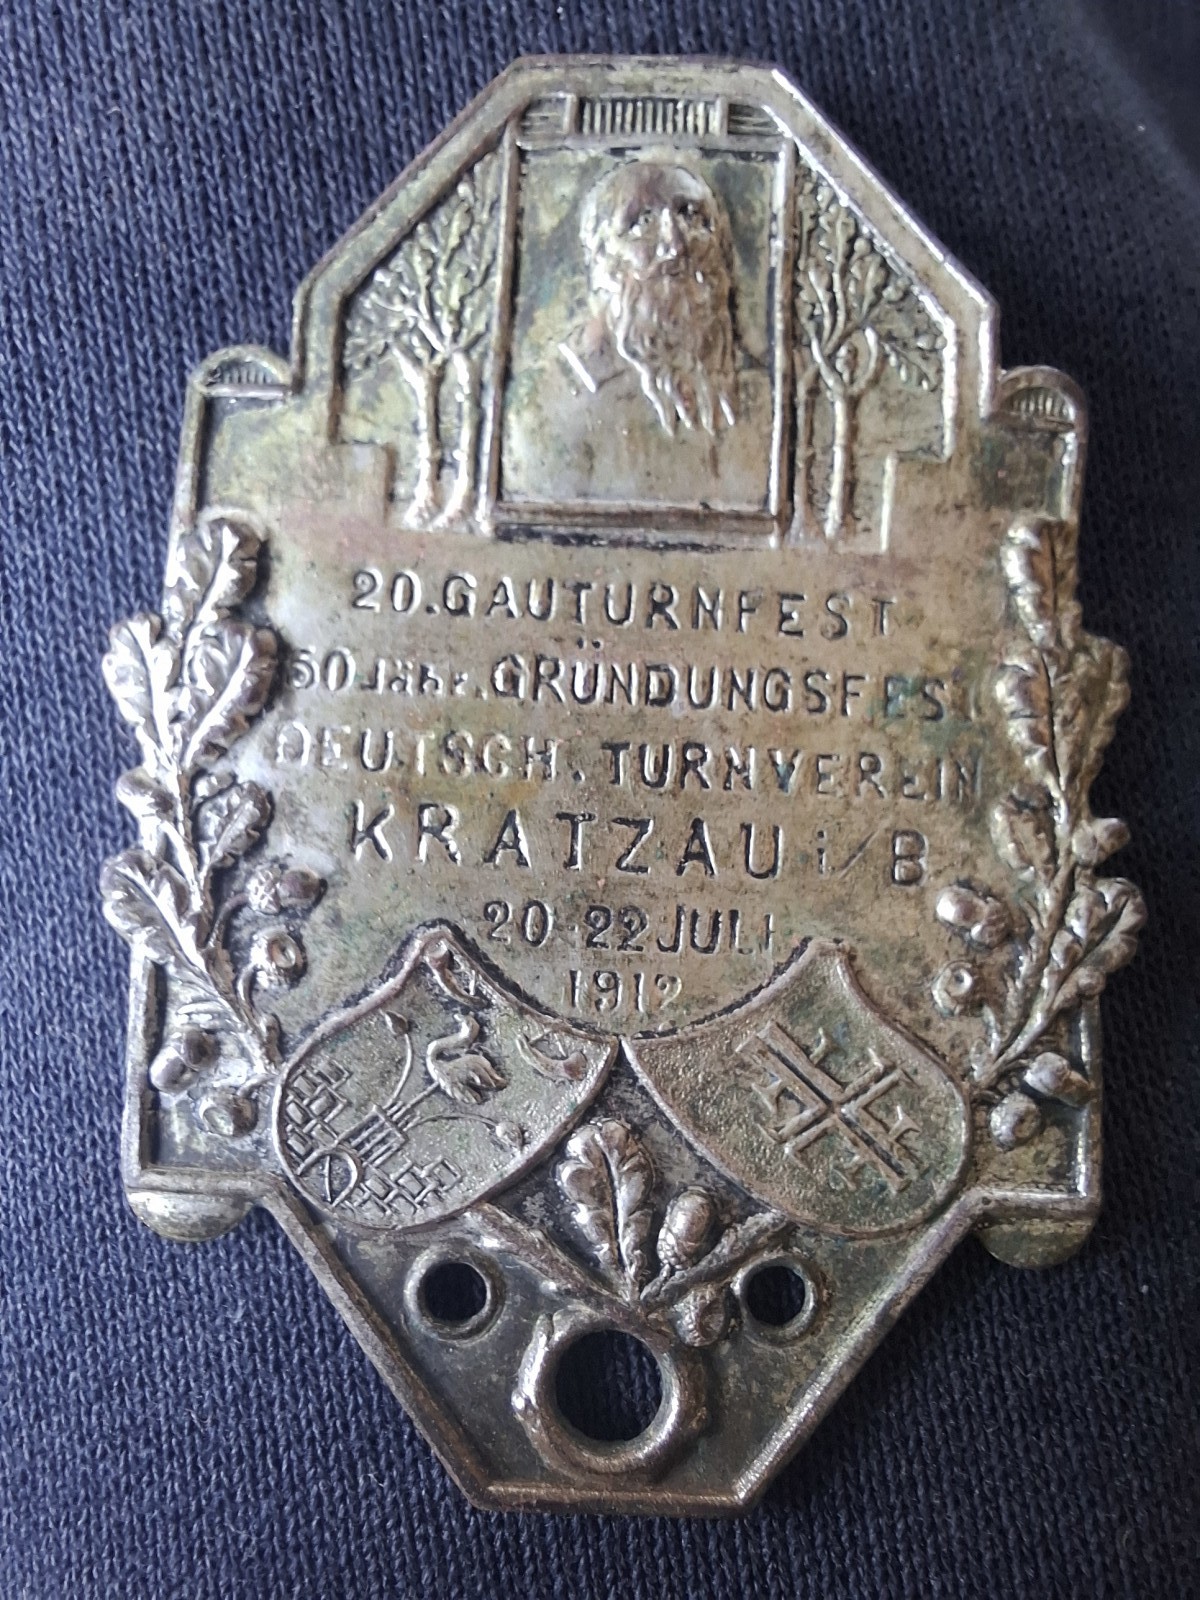 20. GAUTURNFEST
50 Jähr. GRÜNDUNGSFEST
DEUTSCH. TURNVEREIN
KRATZAU i/B
20-22 JULI
1912